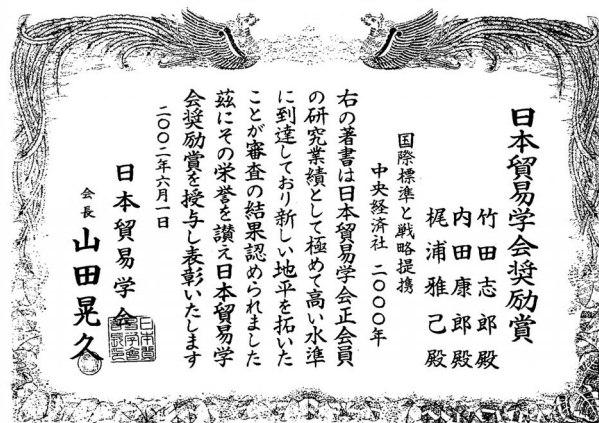 日本貿易学会奨励賞
竹田志郎殿
内田康郎殿
梶浦雅己殿
国際標準と戦略提携
中央経済社 二〇〇〇年
右の著書は日本貿易学会正会員
の研究業績として極めて高い水準
に到達しており新しい地平を拓いた
ことが審査の結果認められました
茲にその栄誉を讃え日本貿易学
会奨励賞を授与し表彰いたします
二〇〇二年六月一日
日本貿易学会
会長 山田晃久